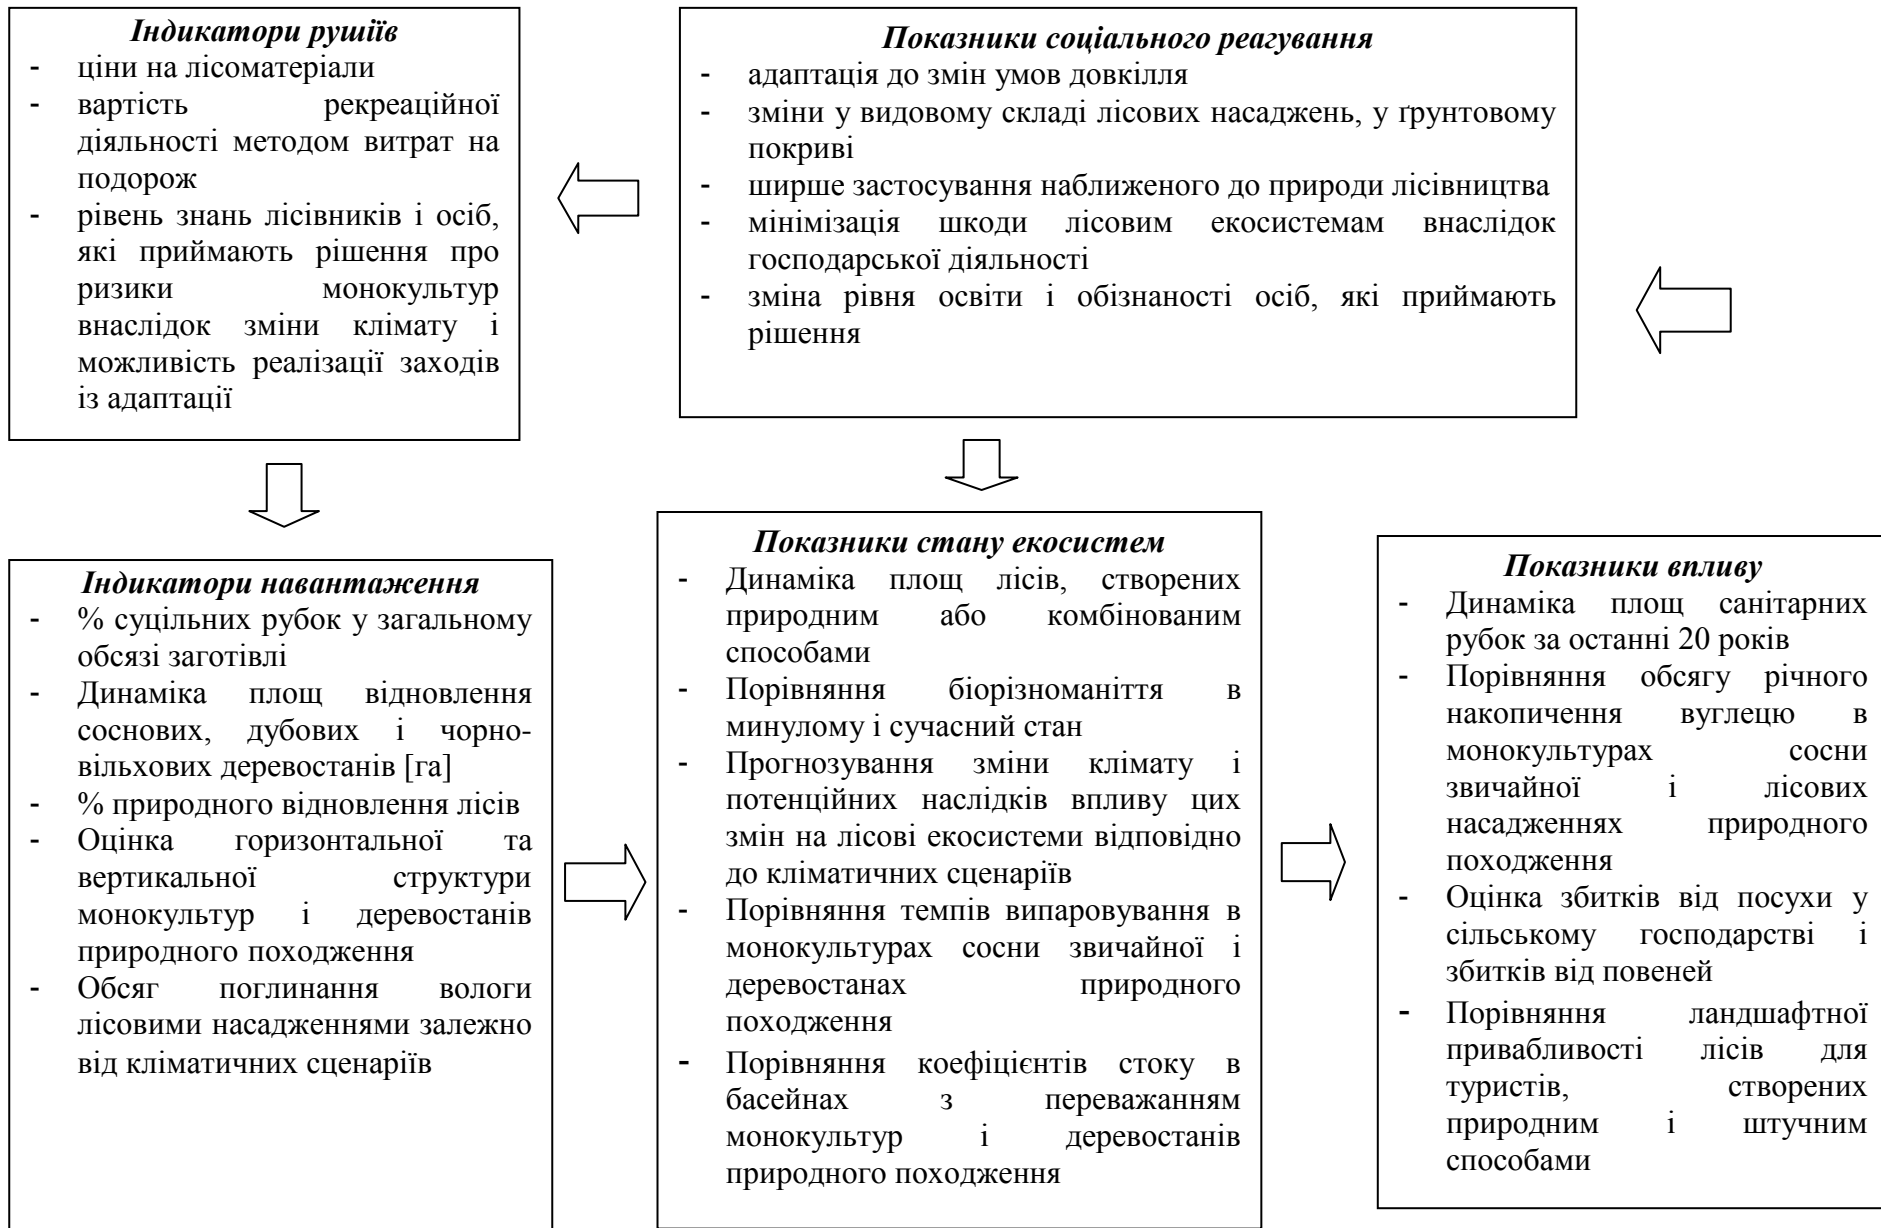 Індикатори рушіїв
- ціни на лісоматеріали
- вартість рекреаційної
діяльності методом витрат на
подорож
- рівень знань лісівників і осіб,
які приймають рішення про
ризики монокультур
внаслідок зміни клімату і
можливість реалізації заходів
із адаптації
Показники соціального реагування
- адаптація до змін умов довкілля
- зміни у видовому складі лісових насаджень, у ґрунтовому
покриві
- ширше застосування наближеного до природи лісівництва
- мінімізація шкоди лісовим екосистемам внаслідок
господарської діяльності
- зміна рівня освіти і обізнаності осіб, які приймають
рішення
Індикатори навантаження
- % суцільних рубок у загальному
обсязі заготівлі
- Динаміка площ відновлення
соснових, дубових і чорно-
вільхових деревостанів [га]
- % природного відновлення лісів
- Оцінка горизонтальної та
вертикальної структури
монокультур і деревостанів
природного походження
- Обсяг поглинання вологи
лісовими насадженнями залежно
від кліматичних сценаріїв
Показники стану екосистем
- Динаміка площ лісів, створених
природним або комбінованим
способами
- Порівняння біорізноманіття в
минулому і сучасний стан
- Прогнозування зміни клімату і
потенційних наслідків впливу цих
змін на лісові екосистеми відповідно
до кліматичних сценаріїв
- Порівняння темпів випаровування в
монокультурах сосни звичайної і
деревостанах природного
походження
- Порівняння коефіцієнтів стоку в
басейнах з переважанням
монокультур і деревостанів
природного походження
Показники впливу
- Динаміка площ санітарних
рубок за останні 20 років
- Порівняння обсягу річного
накопичення вуглецю в
монокультурах сосни
звичайної і лісових
насадженнях природного
походження
- Оцінка збитків від посухи у
сільському господарстві і
збитків від повеней
- Порівняння ландшафтної
привабливості лісів для
туристів, створених
природним і штучним
способами